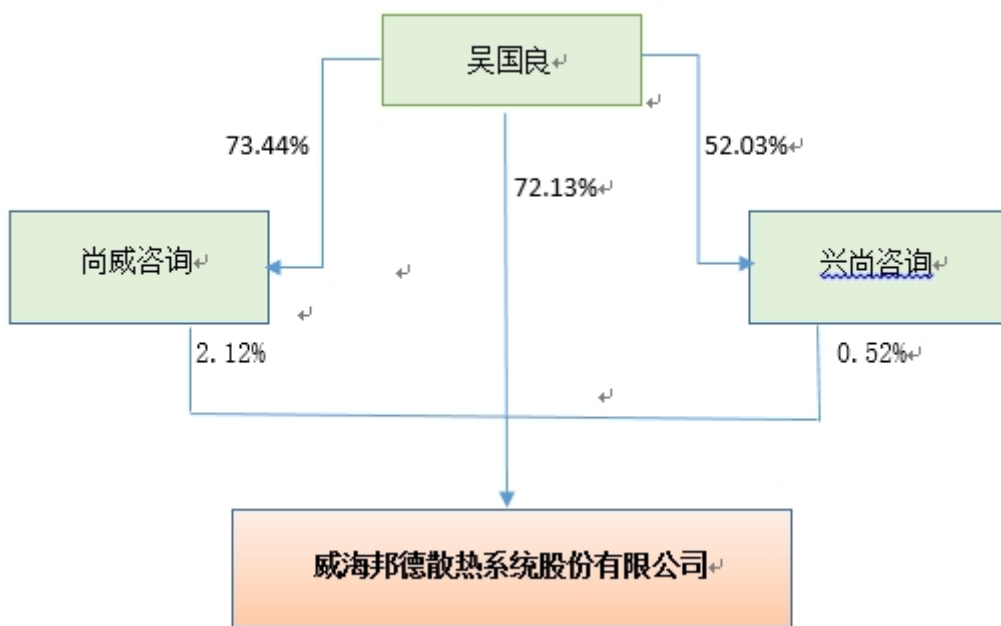 吴国良
73.44%
52.03%
72.13%
尚威咨询
兴尚咨询
2.12%
0.52%
威海邦德散热系统股份有限公司